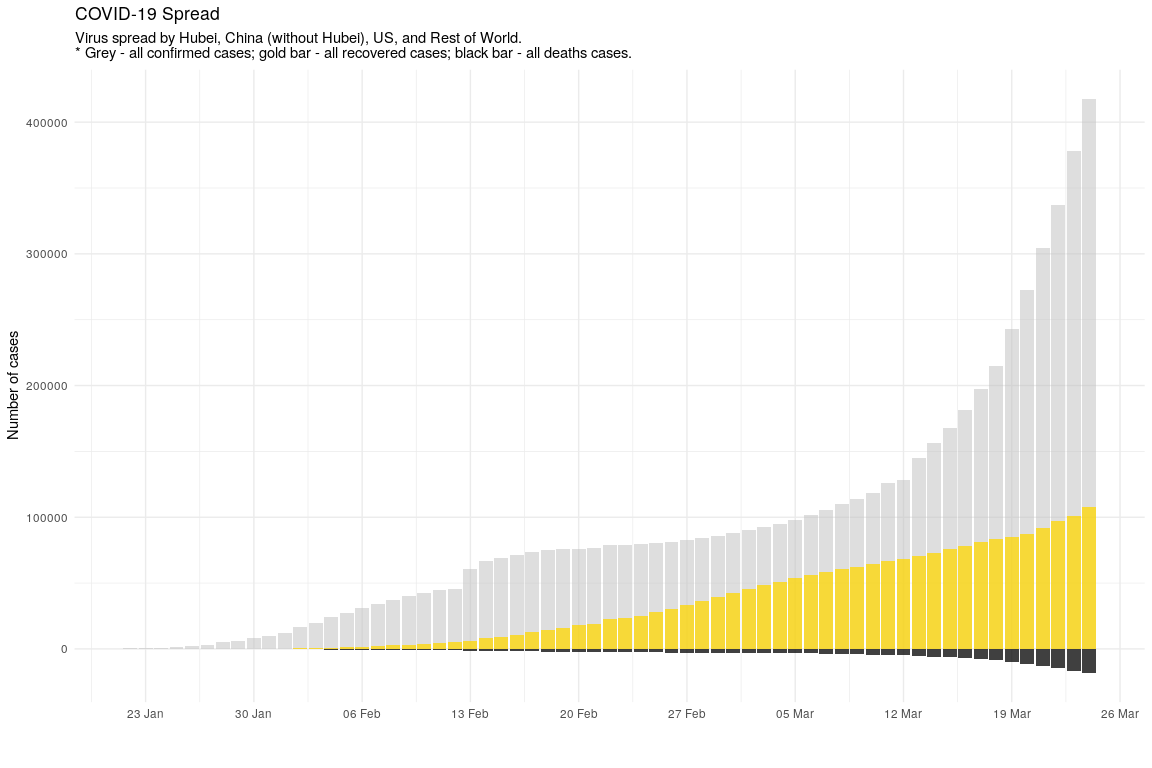 COVID-19 Spread
Virus spread by Hubei, China (without Hubei), US, and Rest of World.
* Grey - all confirmed cases; gold bar - all recovered cases; black bar - all deaths cases.
Number of cases
400000
300000
200000
100000
0
23 Jan
30 Jan
06 Feb
13 Feb
20 Feb
27 Feb
05 Mar
12 Mar
19 Mar
26 Mar